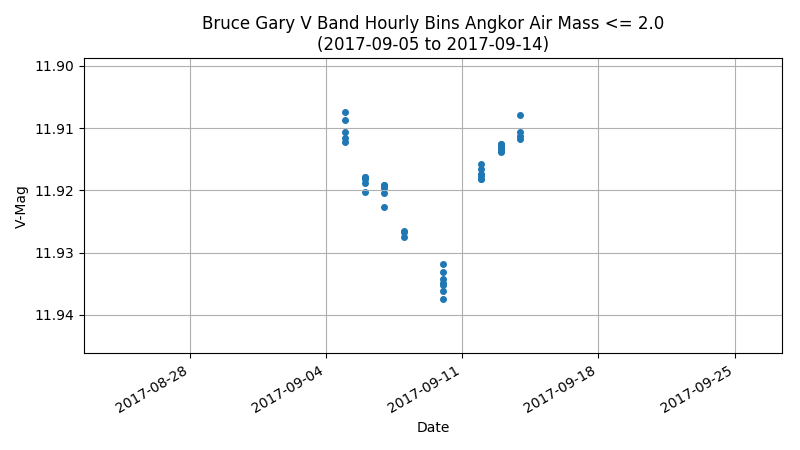 Bruce Gary V Band Hourly Bins Angkor Air Mass <= 2.0
(2017-09-05 to 2017-09-14)
11.90
11.91
11.92
11.93
11.94
V-Mag
2017-08-28
2017-09-04
2017-09-11
2017-09-18
2017-09-25
Date